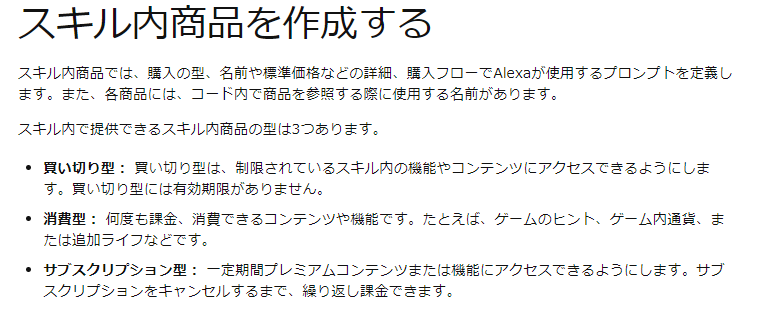 スキル内商品を作成する
スキル内商品では、購入の型、名前や標準価格などの詳細、購入フローでAlexaが使用するプロンプトを定義し
ます。また、各商品には、コード内で商品を参照する際に使用する名前があります。
スキル内で提供できるスキル内商品の型は3つあります。
• 買い切り型： 買い切り型は、制限されているスキル内の機能やコンテンツにアクセスできるようにしま
す。買い切り型には有効期限がありません。
• 消費型： 何度も課金、消費できるコンテンツや機能です。たとえば、ゲームのヒント、ゲーム内通貨、ま
たは追加ライフなどです。
• サブスクリプション型： 一定期間プレミアムコンテンツまたは機能にアクセスできるようにします。サブ
スクリプションをキャンセルするまで、繰り返し課金できます。